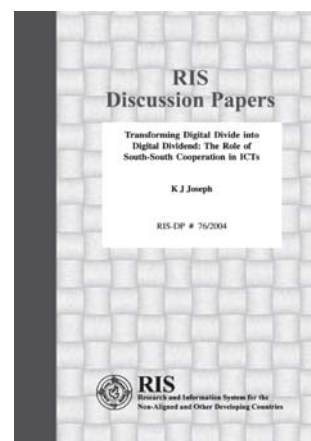 RIS
Discussion Papers
Transforming Digital Divide into
Digital Dividend: The Role of
South-South Cooperation in ICTs
K J Joseph
RIS-DP # 76/2004
RIS
Research and Information System for the
Non-Aligned and Other Developing Countries